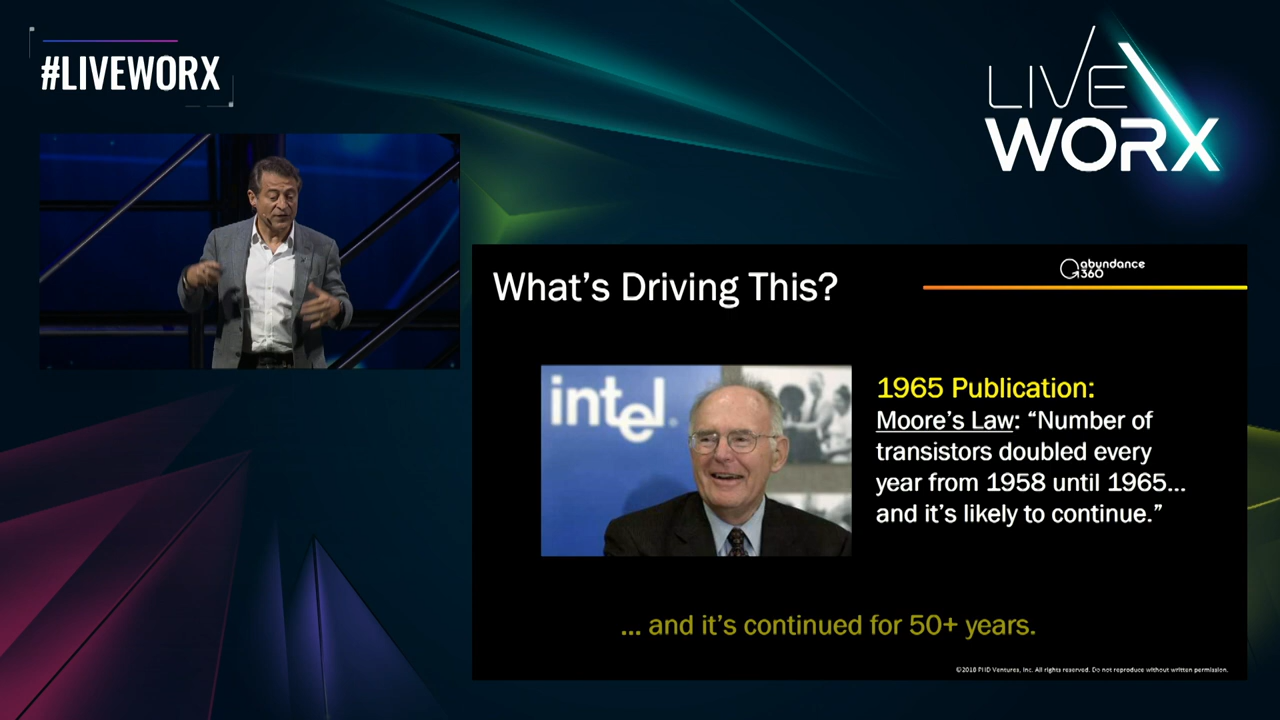 #LIVEWORX
LIVE
WORX
abundance
360
What's Driving This?
intel
1965 Publication:
Moore's Law: “Number of
transistors doubled every
year from 1958 until 1965...
and it's likely to continue.”
... and it's continued for 50+ years.
©2018 PHD Ventures, Inc. All rights reserved. Do not reproduce without written permission.